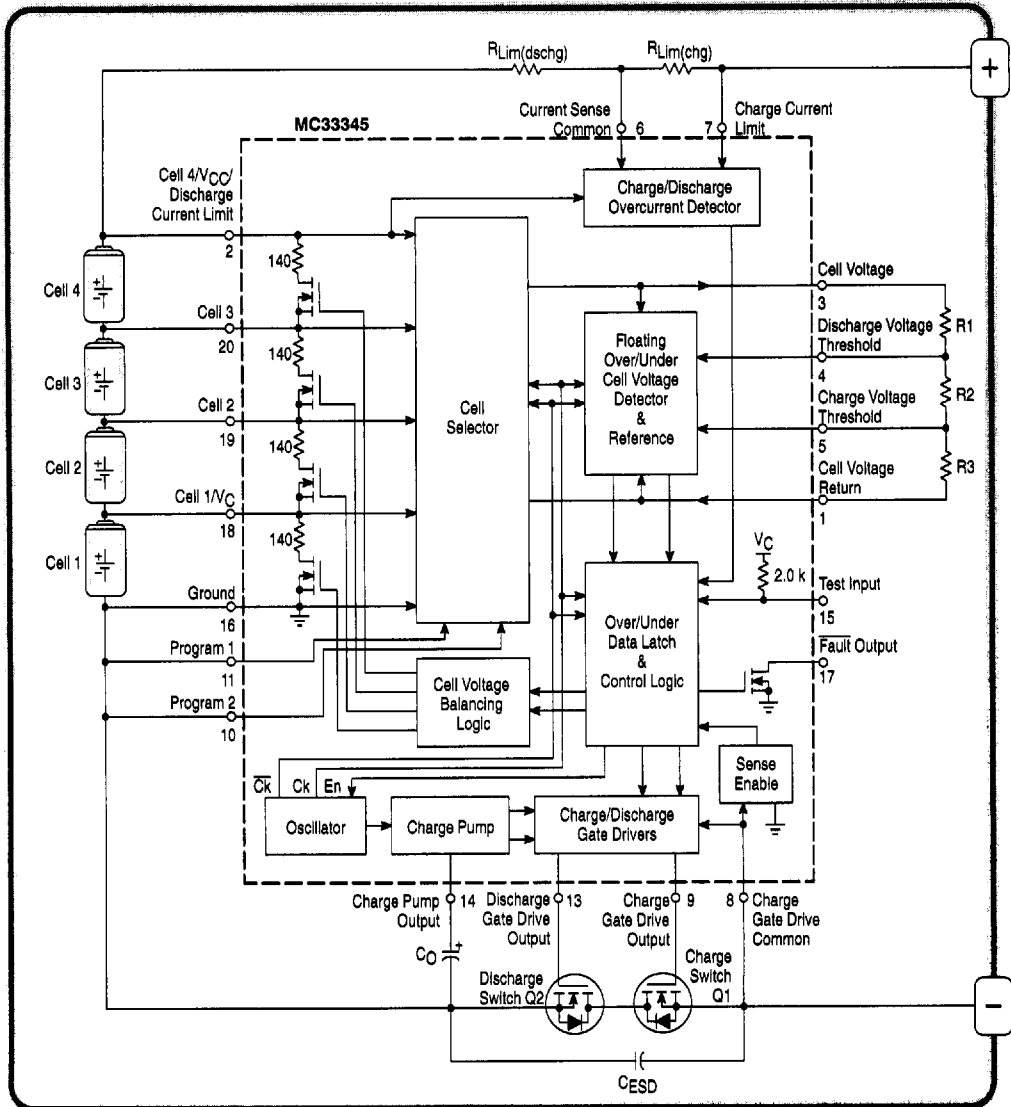 RLim(dschg)
RLim(chg)
+
Current Sense
Common
6
7
Charge Current
Limit
MC33345
Cell 4/VCC/
Discharge
Current Limit
2
Charge/Discharge
Overcurrent Detector
140
Cell 4
+
-
Cell Voltage
3
Cell 3
20
R1
Discharge Voltage
Threshold
4
Floating
Over/Under
Cell Voltage
Detector
&
Reference
140
Cell 3
+
-
Cell
Selector
R2
Cell 2
19
Charge Voltage
Threshold
5
140
Cell 2
+
-
R3
Cell Voltage
Return
1
Cell 1/VC
18
140
VC
2.0 k
Cell 1
+
-
Test Input
15
Ground
16
Over/Under
Data Latch
&
Control Logic
Fault Output
17
Program 1
11
Cell Voltage
Balancing
Logic
Program 2
10
Sense
Enable
Ck
Ck
En
Oscillator
Charge Pump
Charge/Discharge
Gate Drivers
Charge Pump
Output
14
Discharge
Gate Drive
Output
13
Charge
Gate Drive
Output
9
8
Charge
Gate Drive
Common
CO
+
Discharge
Switch Q2
Charge
Switch
Q1
-
CESD